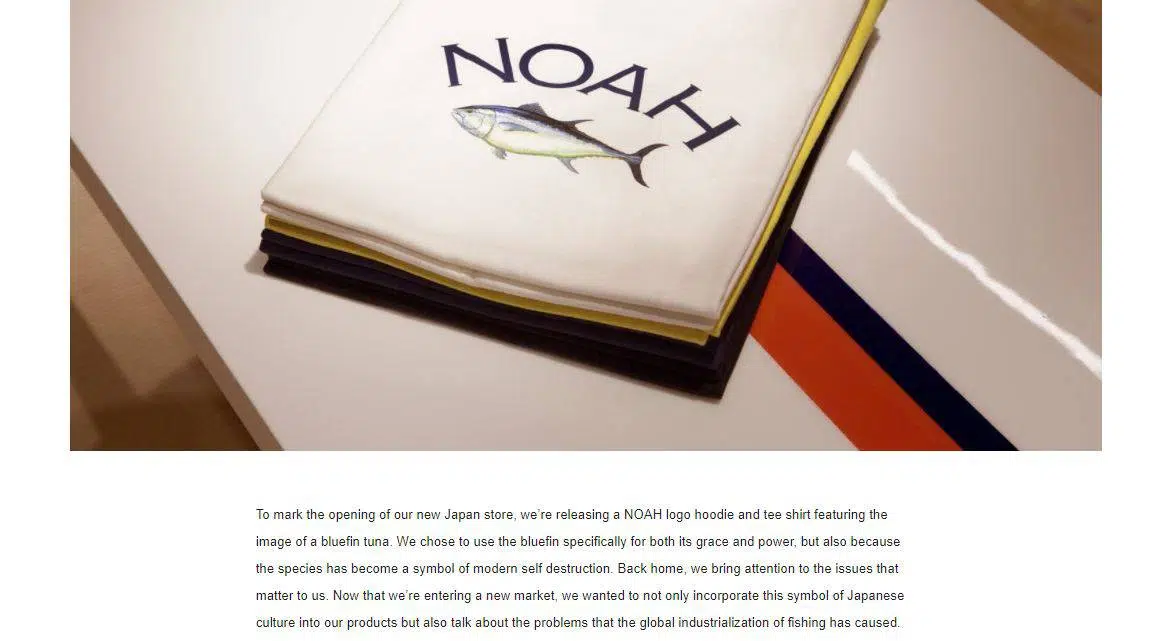 NOAH
To mark the opening of our new Japan store, we’re releasing a NOAH logo hoodie and tee shirt featuring the
image of a bluefin tuna. We chose to use the bluefin specifically for both its grace and power, but also because
the species has become a symbol of modern self destruction. Back home, we bring attention to the issues that
matter to us. Now that we’re entering a new market, we wanted to not only incorporate this symbol of Japanese
culture into our products but also talk about the problems that the global industrialization of fishing has caused.